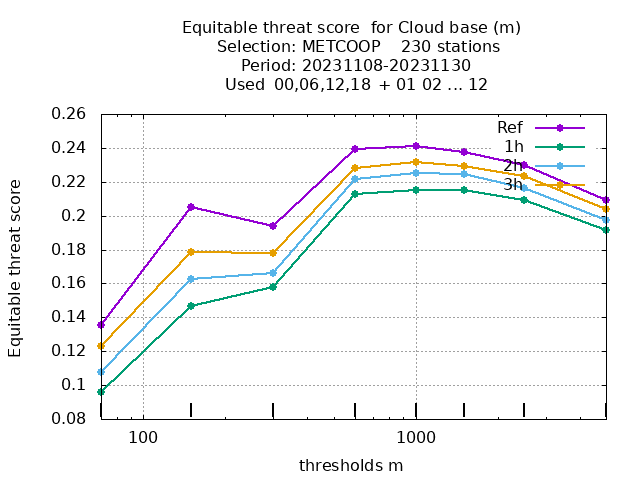 Equitable threat score  for Cloud base (m)
Selection: METCOOP    230 stations
Period: 20231108-20231130
Used  00,06,12,18  + 01 02 ... 12
Equitable threat score
0.26
0.24
0.22
0.2
0.18
0.16
0.14
0.12
0.1
0.08
Ref
1h
2h
3h
100
1000
thresholds m